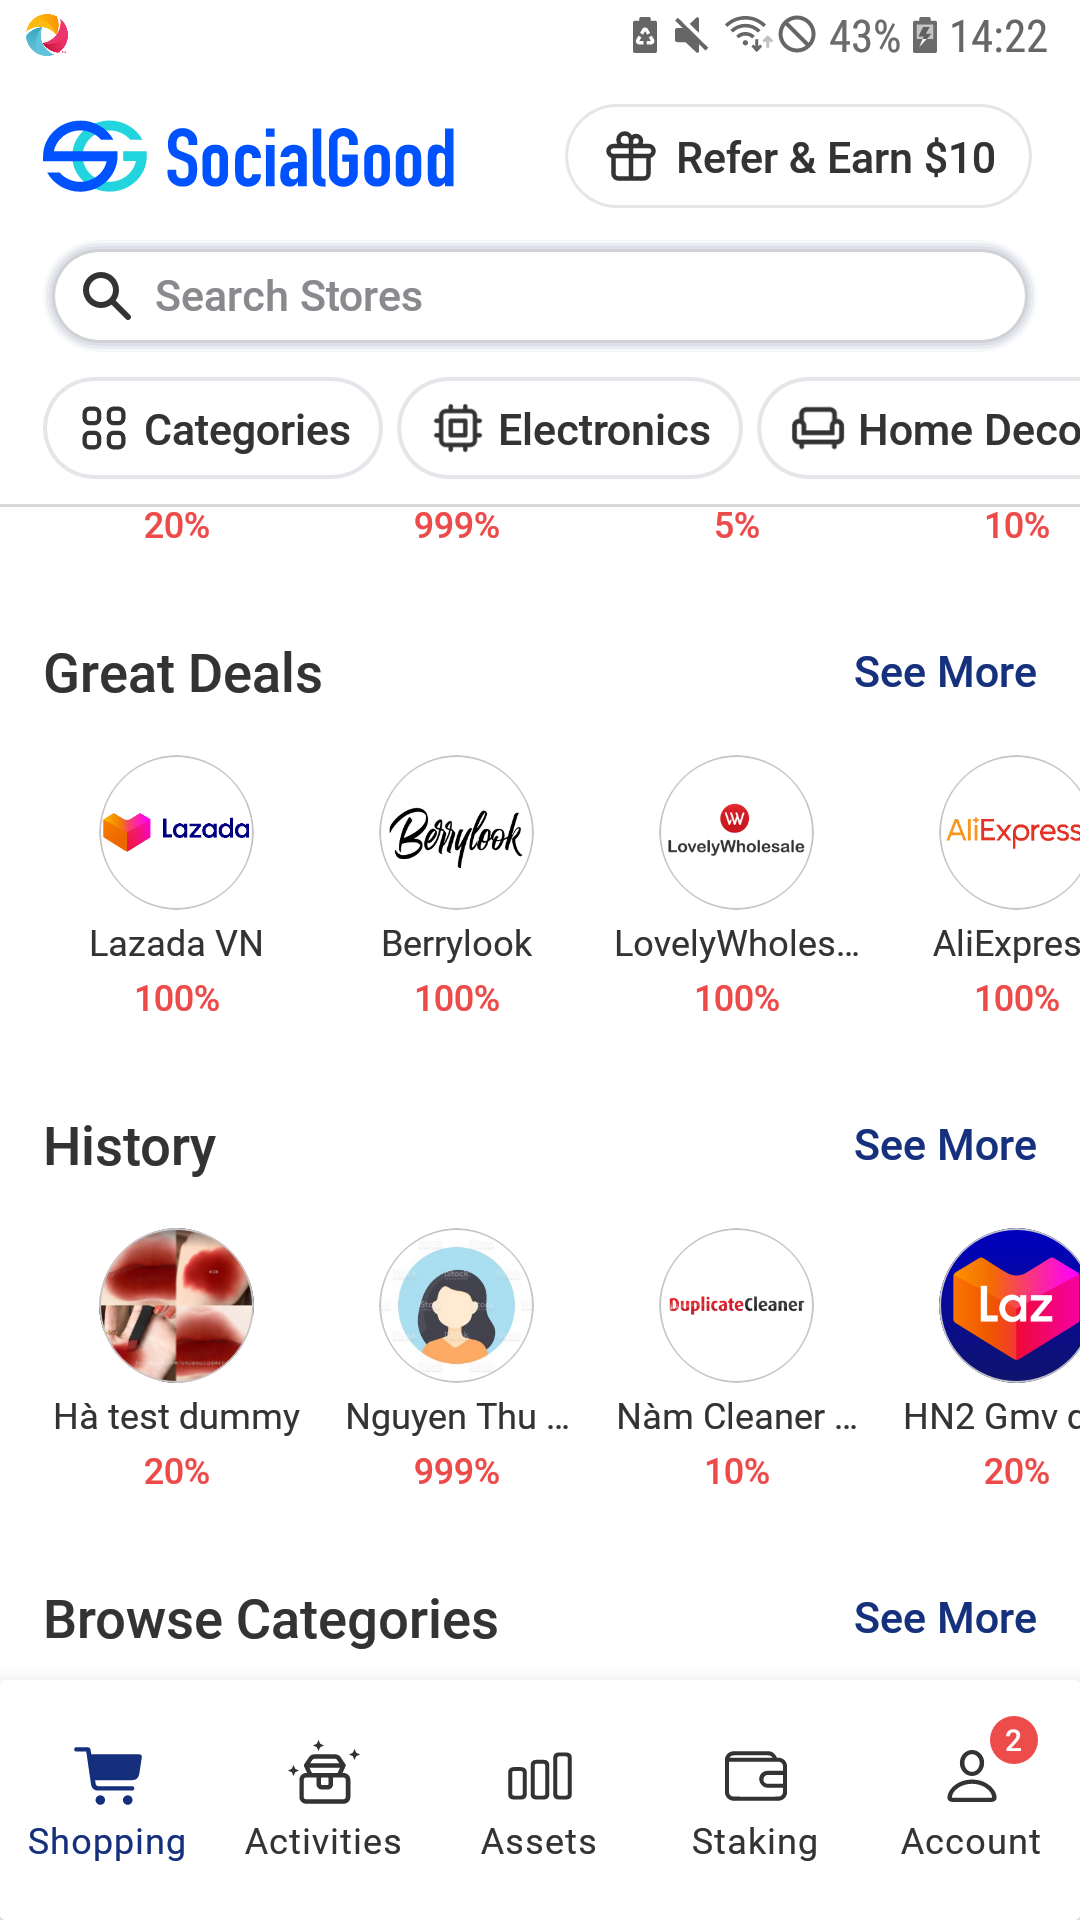 43% 14:22
SocialGood
Refer & Earn $10
Search Stores
Categories
Electronics
Home Deco
20%
999%
5%
10%
Great Deals
See More
Lazada
Berrylook
LovelyWholesale
AliExpress
Lazada VN
Berrylook
LovelyWholes...
AliExpres
100%
100%
100%
100%
History
See More
iStock
DuplicateCleaner
Laz
Hà test dummy
Nguyen Thu ...
Nàm Cleaner ...
HN2 Gmv
20%
999%
10%
20%
Browse Categories
See More
2
Shopping
Activities
Assets
Staking
Account